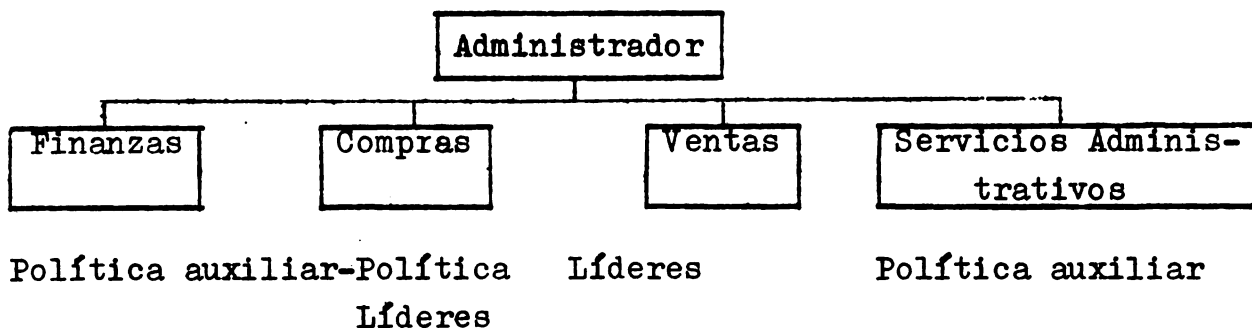 Administrador
Finanzas
Compras
Ventas
Servicios Adminis-
trativos
Política auxiliar-Política
Líderes
Líderes
Política auxiliar